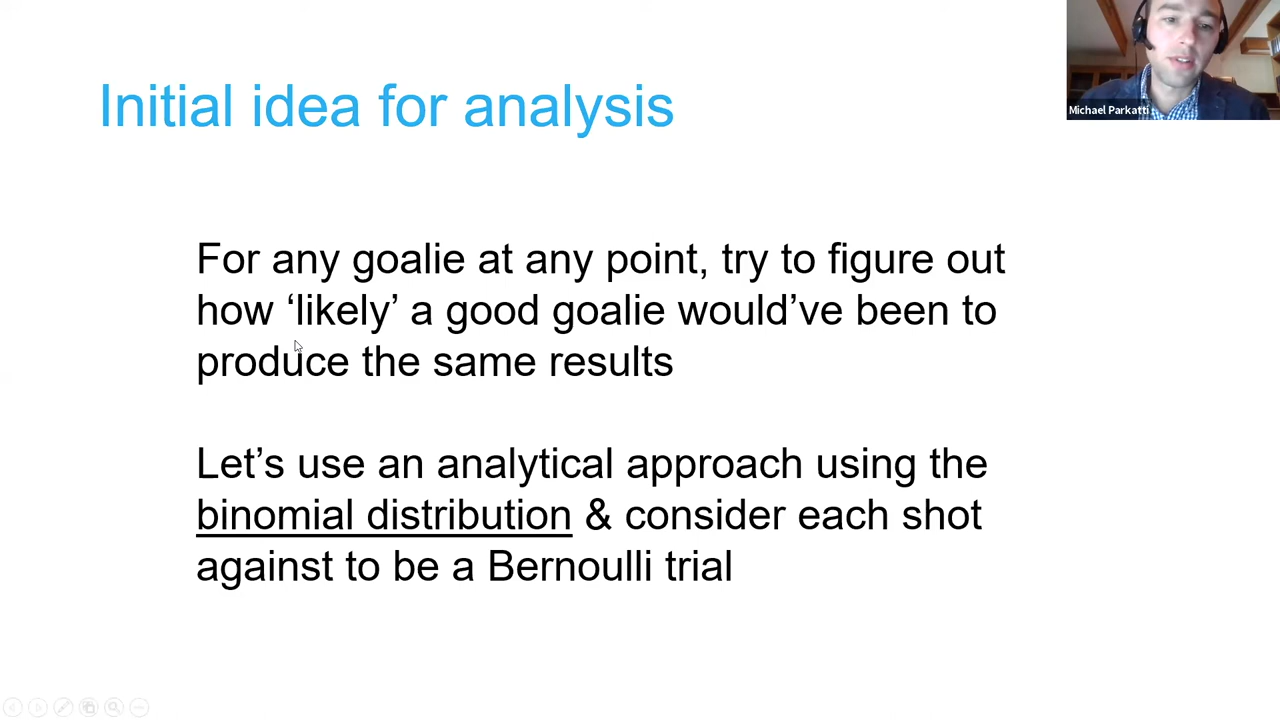 Initial idea for analysis
Michael Parkatti
For any goalie at any point, try to figure out
how ‘likely’ a good goalie would’ve been to
produce the same results
Let’s use an analytical approach using the
binomial distribution & consider each shot
against to be a Bernoulli trial